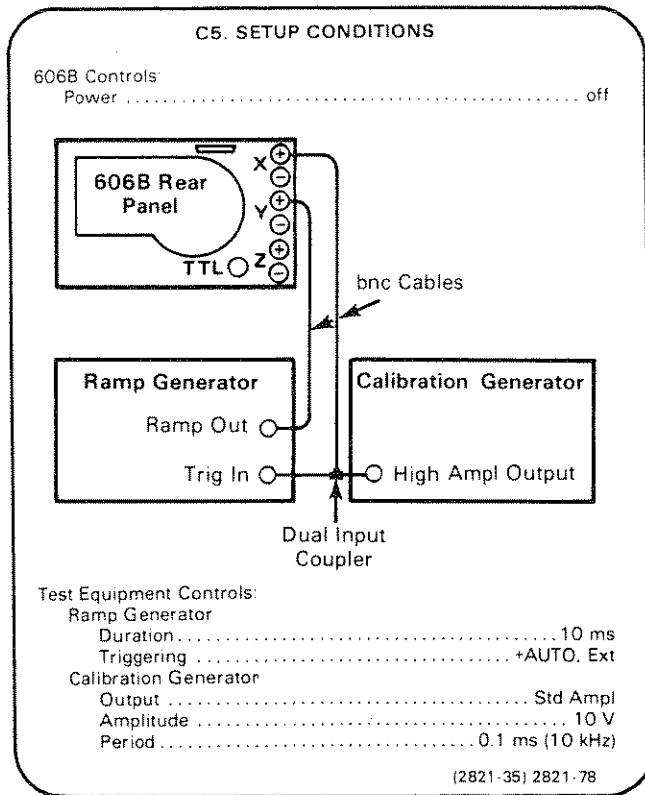 C5. SETUP CONDITIONS
606B Controls:
Power ........................................................ off
606B Rear
Panel
X + −
Y + −
Z + −
TTL
bnc Cables
Ramp Generator
Ramp Out
Trig In
Calibration Generator
High Ampl Output
Dual Input
Coupler
Test Equipment Controls:
Ramp Generator
Duration ............................................ 10 ms
Triggering ................................... +AUTO, Ext
Calibration Generator
Output ......................................... Std Ampl
Amplitude ......................................... 10 V
Period ................................. 0.1 ms (10 kHz)
(2821-35) 2821-78